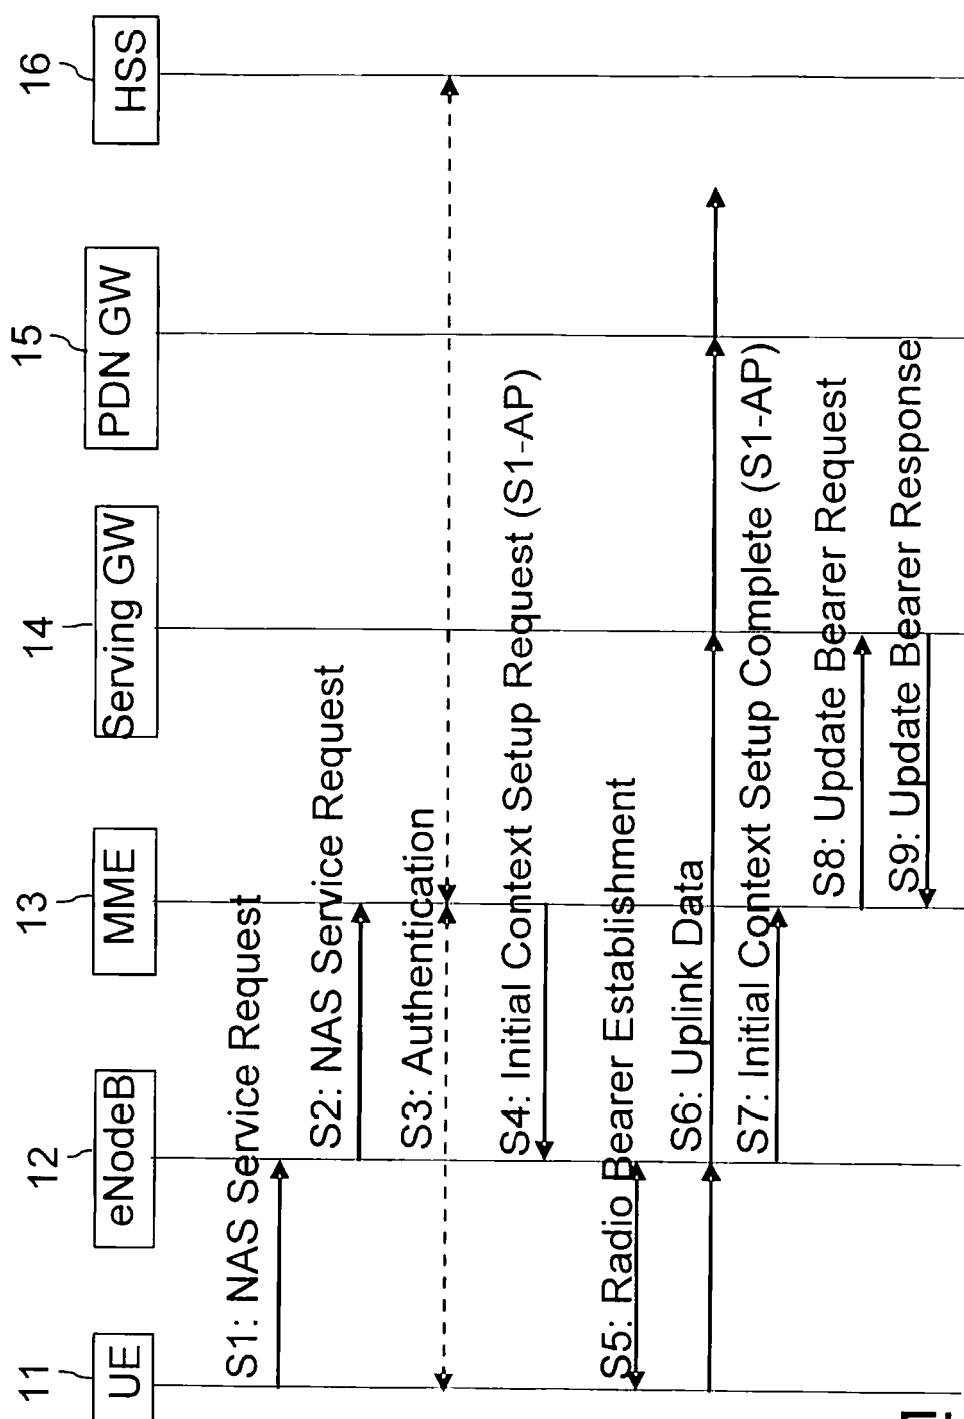 11
12
13
14
15
16
UE
eNodeB
MME
Serving GW
PDN GW
HSS
S1: NAS Service Request
S2: NAS Service Request
S3: Authentication
S4: Initial Context Setup Request (S1-AP)
S5: Radio Bearer Establishment
S6: Uplink Data
S7: Initial Context Setup Complete (S1-AP)
S8: Update Bearer Request
S9: Update Bearer Response